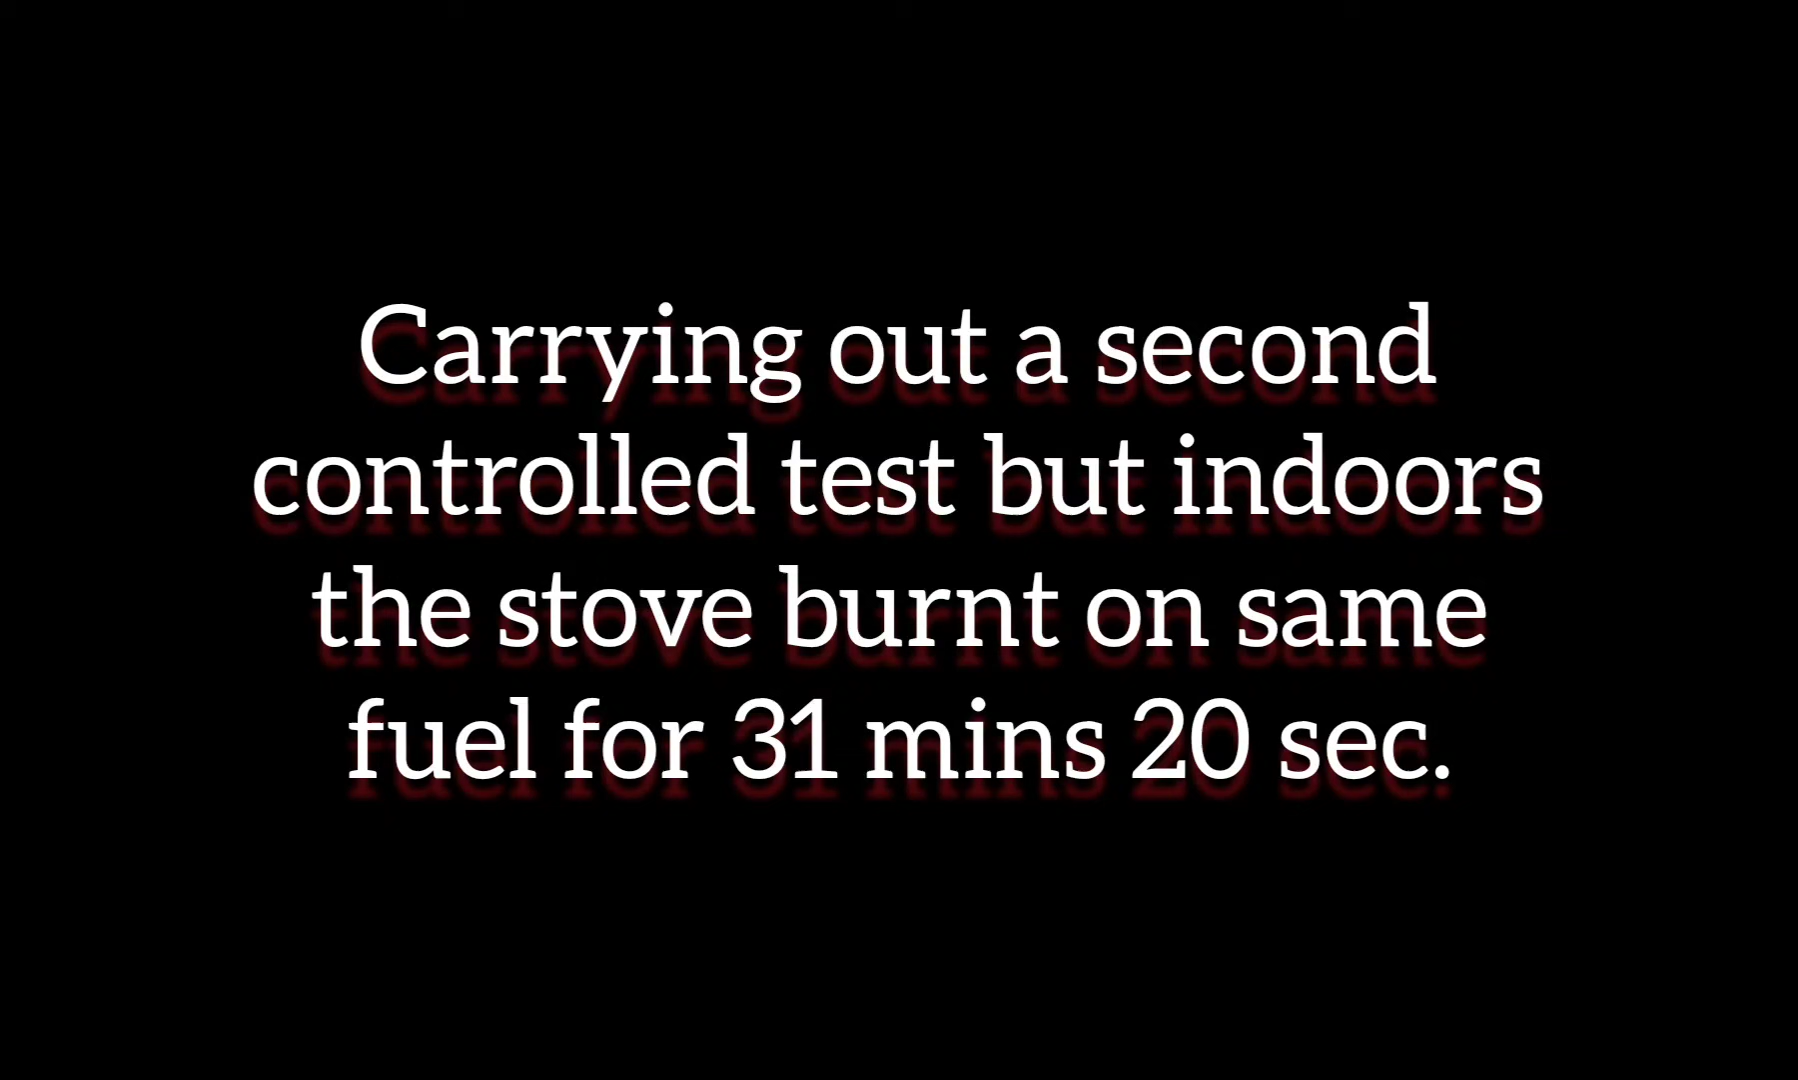 Carrying out a second
controlled test but indoors
the stove burnt on same
fuel for 31 mins 20 sec.